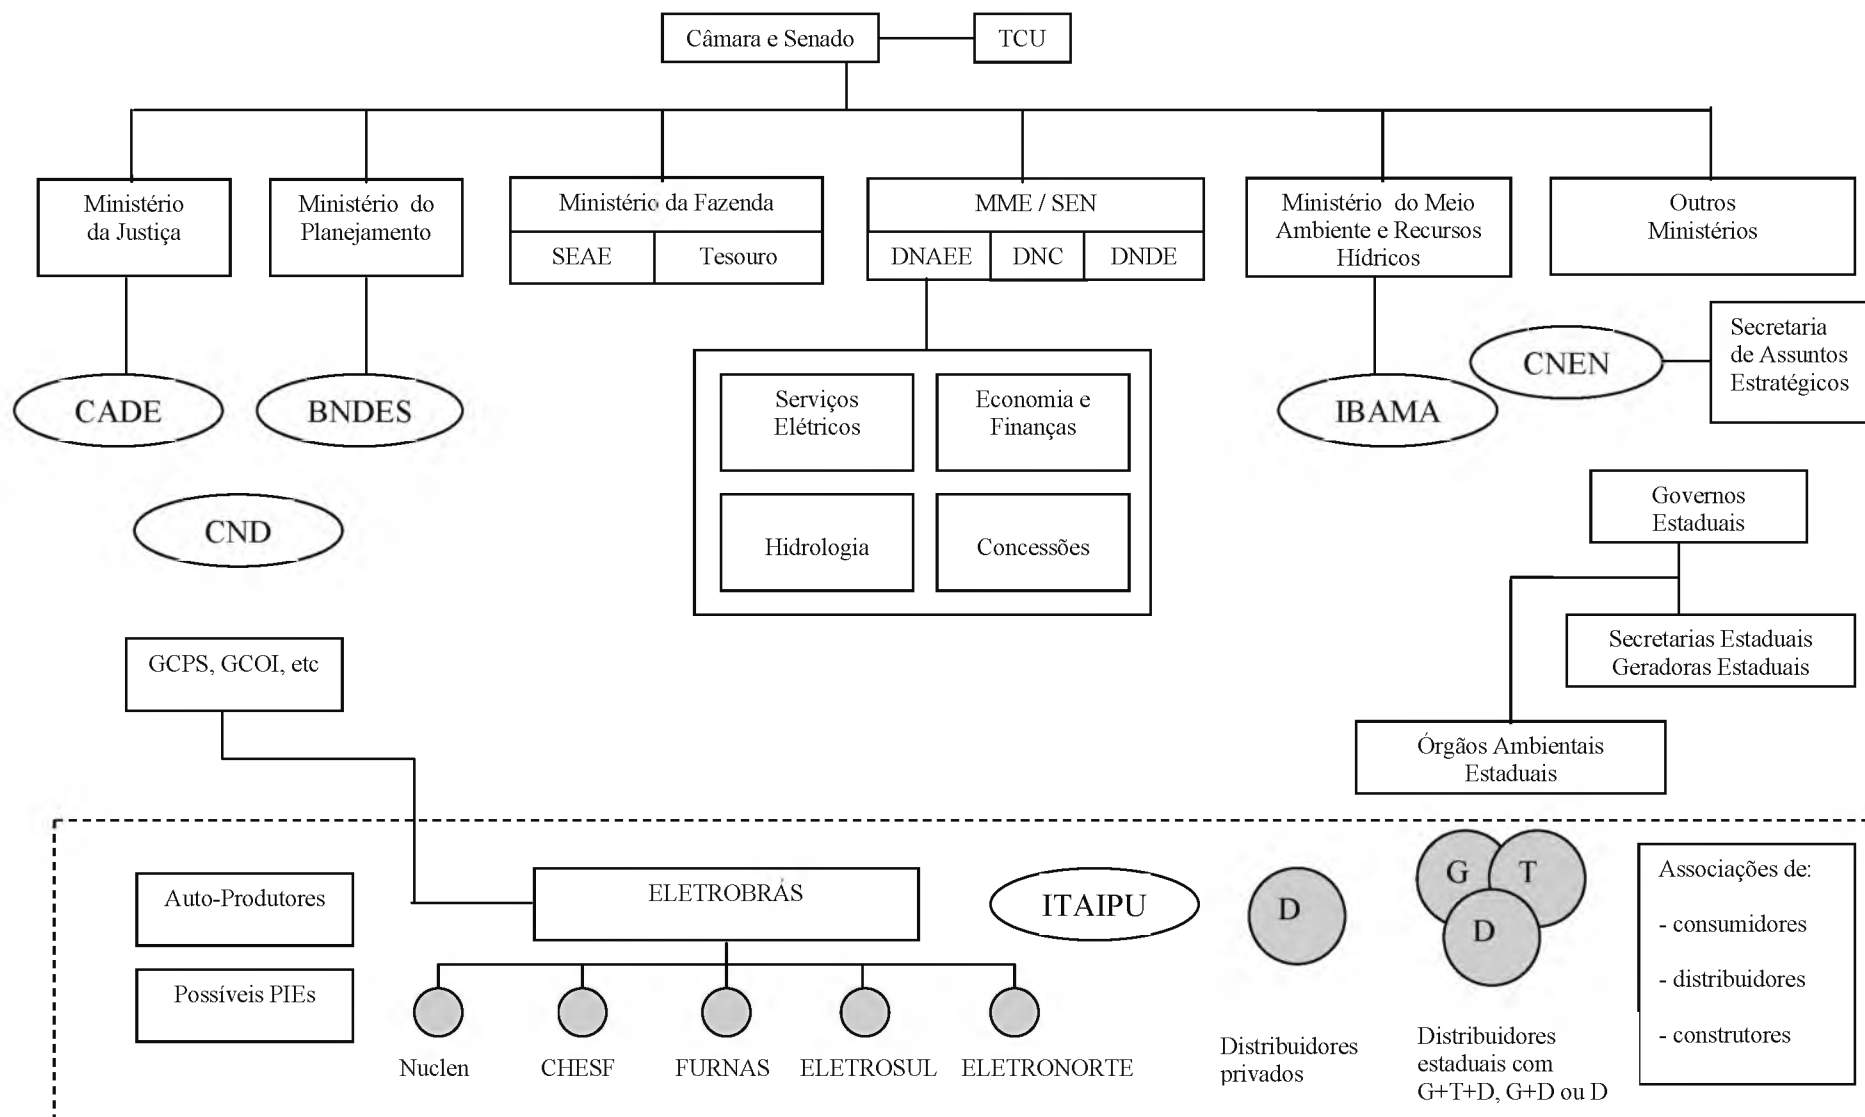 Câmara e Senado
TCU
Ministério
da Justiça
Ministério do
Planejamento
Ministério da Fazenda
SEAE
Tesouro
MME / SEN
DNAEE
DNC
DNDE
Ministério do Meio
Ambiente e Recursos
Hídricos
Outros
Ministérios
CADE
BNDES
CND
Serviços
Elétricos
Economia e
Finanças
Hidrologia
Concessões
IBAMA
CNEN
Secretaria
de Assuntos
Estratégicos
Governos
Estaduais
Secretarias Estaduais
Geradoras Estaduais
Órgãos Ambientais
Estaduais
GCPS, GCOI, etc
Auto-Produtores
Possíveis PIEs
ELETROBRÁS
Nuclen
CHESF
FURNAS
ELETROSUL
ELETRONORTE
ITAIPU
D
Distribuidores
privados
G
T
D
Distribuidores
estaduais com
G+T+D, G+D ou D
Associações de:
- consumidores
- distribuidores
- construtores